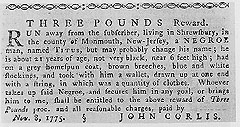 THREE POUNDS Reward.
RUN away from the subscriber, living in Shrewsbury, in
the county of Monmouth, New-Jersey, a NEGROE
man, named Titus, but may probably change his name; he
is about 21 years of age, not very black, near 6 feet high; had
on a grey homespun coat, brown breeches, blue and white
stockings, and took with him a wallet, drawn up at one end
with a string, in which was a quantity of clothes. Whoever
takes up said Negroe, and secures him in any goal, or brings
him to me, shall be entitled to the above reward of Three
Pounds proc. and all reasonable charges, paid by
Nov. 8, 1775. JOHN CORLIS.